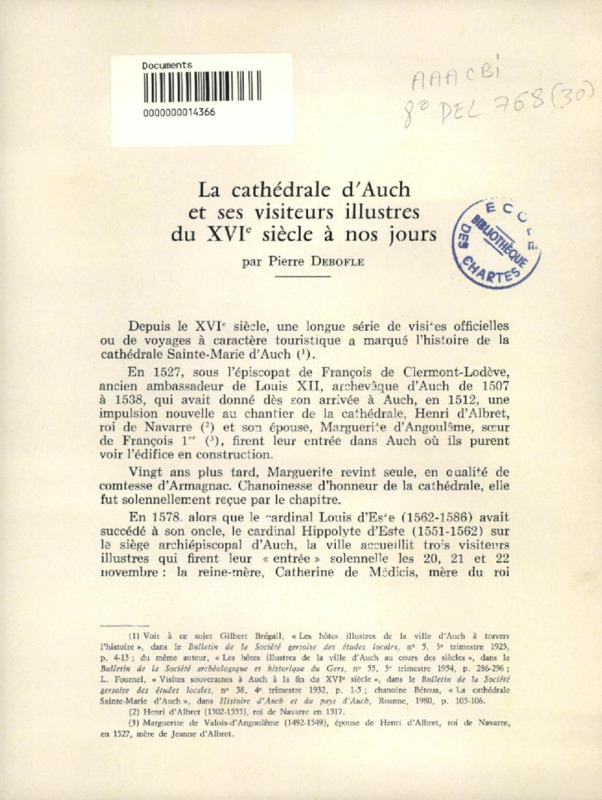 Documents
0000000014366
AAACBi
8° DEL 768 (30)
La cathédrale d'Auch
et ses visiteurs illustres
du XVIe siècle à nos jours
par Pierre DEBOFLE
ÉCOLE
DES CHARTES
BIBLIOTHÈQUE
Depuis le XVIe siècle, une longue série de visites officielles
ou de voyages à caractère touristique a marqué l'histoire de la
cathédrale Sainte-Marie d'Auch (1).
En 1527, sous l'épiscopat de François de Clermont-Lodève,
ancien ambassadeur de Louis XII, archevêque d'Auch de 1507
à 1538, qui avait donné dès son arrivée à Auch, en 1512, une
impulsion nouvelle au chantier de la cathédrale, Henri d'Albret,
roi de Navarre (2) et son épouse, Marguerite d'Angoulême, sœur
de François 1er (3), firent leur entrée dans Auch où ils purent
voir l'édifice en construction.
Vingt ans plus tard, Marguerite revint seule, en qualité de
comtesse d'Armagnac. Chanoinesse d'honneur de la cathédrale, elle
fut solennellement reçue par le chapitre.
En 1578, alors que le cardinal Louis d'Este (1562-1586) avait
succédé à son oncle, le cardinal Hippolyte d'Este (1551-1562) sur
le siège archiépiscopal d'Auch, la ville accueillit trois visiteurs
illustres qui firent leur « entrée » solennelle les 20, 21 et 22
novembre : la reine-mère, Catherine de Médicis, mère du roi
(1) Voir à ce sujet Gilbert Brégail, « Les hôtes illustres de la ville d'Auch à travers
l'histoire », dans le Bulletin de la Société gersoise des études locales, n° 5, 3e trimestre 1923,
p. 4-13 ; du même auteur, « Les hôtes illustres de la ville d'Auch au cours des siècles », dans le
Bulletin de la Société archéologique et historique du Gers, n° 55, 3e trimestre 1954, p. 286-296 ;
L. Fournel, « Visites souveraines à Auch à la fin du XVIe siècle », dans le Bulletin de la Société
gersoise des études locales, n° 38, 4e trimestre 1932, p. 1-5 ; chanoine Bétous, « La cathédrale
Sainte-Marie d'Auch », dans Histoire d'Auch et du pays d'Auch, Roanne, 1980, p. 105-106.
(2) Henri d'Albret (1502-1555), roi de Navarre en 1517.
(3) Marguerite de Valois-d'Angoulême (1492-1549), épouse de Henri d'Albret, roi de Navarre,
en 1527, mère de Jeanne d'Albret.